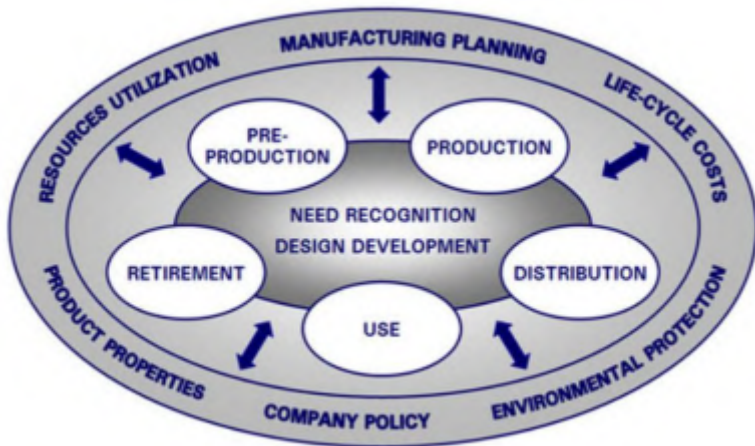 MANUFACTURING PLANNING
RESOURCES UTILIZATION
LIFE-CYCLE COSTS
PRE-
PRODUCTION
PRODUCTION
NEED RECOGNITION
DESIGN DEVELOPMENT
RETIREMENT
DISTRIBUTION
USE
PRODUCT PROPERTIES
COMPANY POLICY
ENVIRONMENTAL PROTECTION